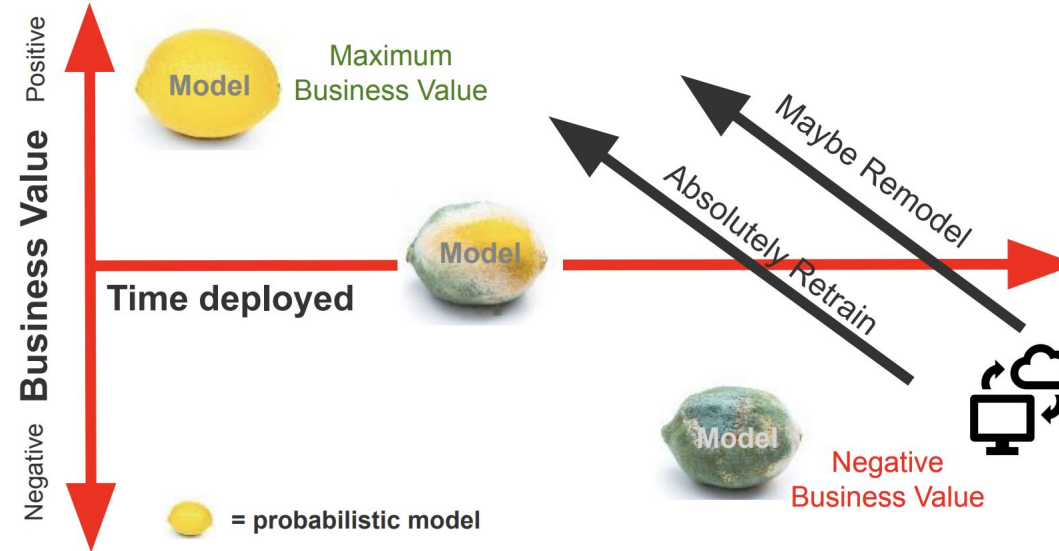 Positive
Business Value
Negative
Model
Maximum
Business Value
Maybe Remodel
Absolutely Retrain
Model
Time deployed
Model
Negative
Business Value
= probabilistic model